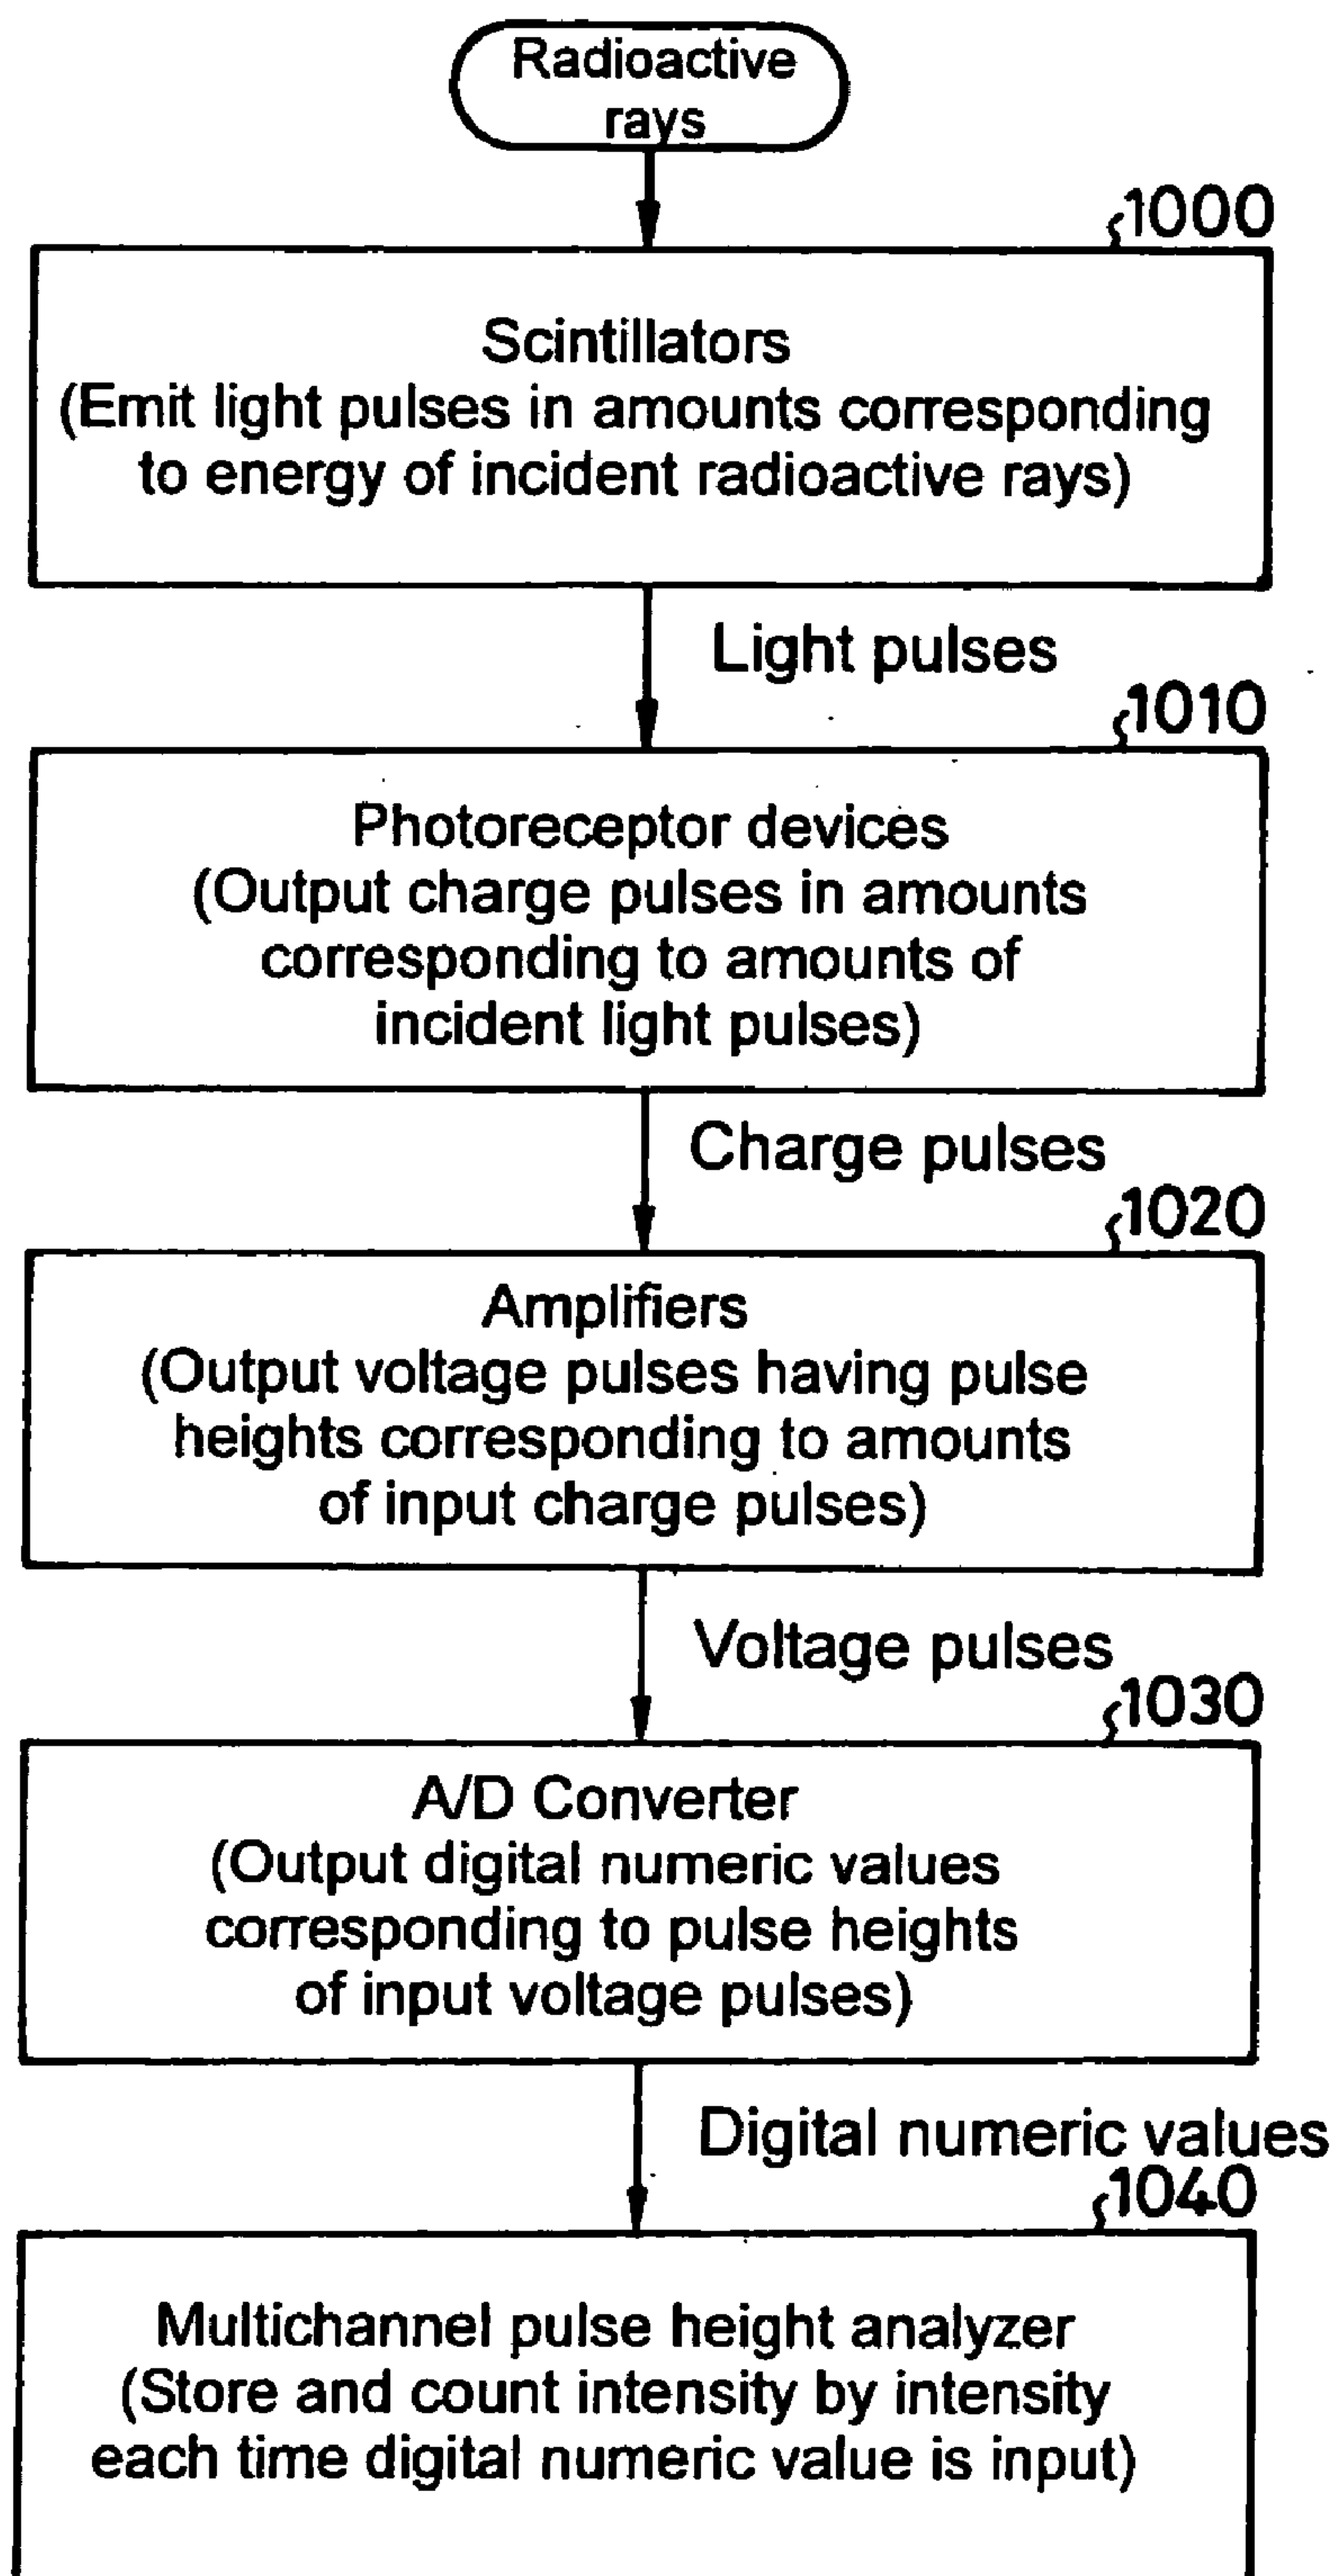 Radioactive
rays
1000
Scintillators
(Emit light pulses in amounts corresponding
to energy of incident radioactive rays)
Light pulses
1010
Photoreceptor devices
(Output charge pulses in amounts
corresponding to amounts of
incident light pulses)
Charge pulses
1020
Amplifiers
(Output voltage pulses having pulse
heights corresponding to amounts
of input charge pulses)
Voltage pulses
1030
A/D Converter
(Output digital numeric values
corresponding to pulse heights
of input voltage pulses)
Digital numeric values
1040
Multichannel pulse height analyzer
(Store and count intensity by intensity
each time digital numeric value is input)